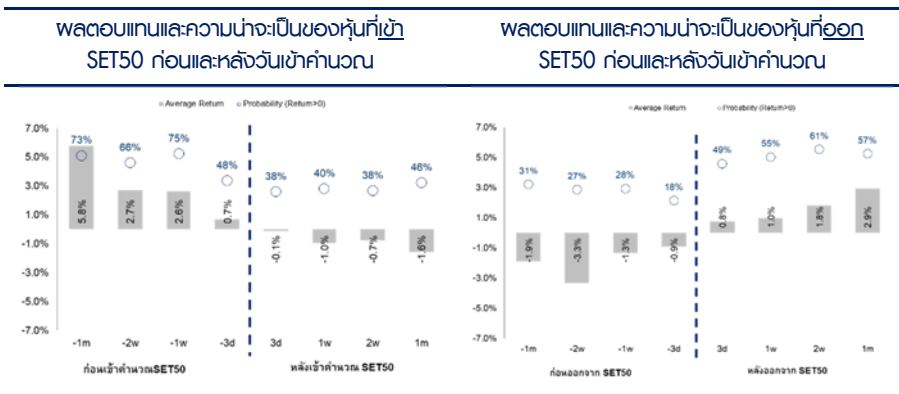 ผลตอบแทนและความน่าจะเป็นของหุ้นที่เข้า
SET50 ก่อนและหลังวันเข้าคำนวณ
Average Return Probability (Return>0)
7.0%
5.0%
3.0%
1.0%
-1.0%
-3.0%
-5.0%
-7.0%
73% 66% 75% 48% 38% 40% 38% 46%
5.8% 2.7% 2.6% 0.7% -0.1% -1.0% -0.7% -1.6%
-1m -2w -1w -3d 3d 1w 2w 1m
ก่อนเข้าคำนวณSET50 หลังเข้าคำนวณ SET50
ผลตอบแทนและความน่าจะเป็นของหุ้นที่ออก
SET50 ก่อนและหลังวันเข้าคำนวณ
Average Return Probability (Return>0)
7.0%
5.0%
3.0%
1.0%
-1.0%
-3.0%
-5.0%
-7.0%
31% 27% 28% 18% 49% 55% 61% 57%
-1.9% -3.3% -1.3% -0.9% 0.8% 1.0% 1.8% 2.9%
-1m -2w -1w -3d 3d 1w 2w 1m
ก่อนออกจาก SET50 หลังออกจาก SET50